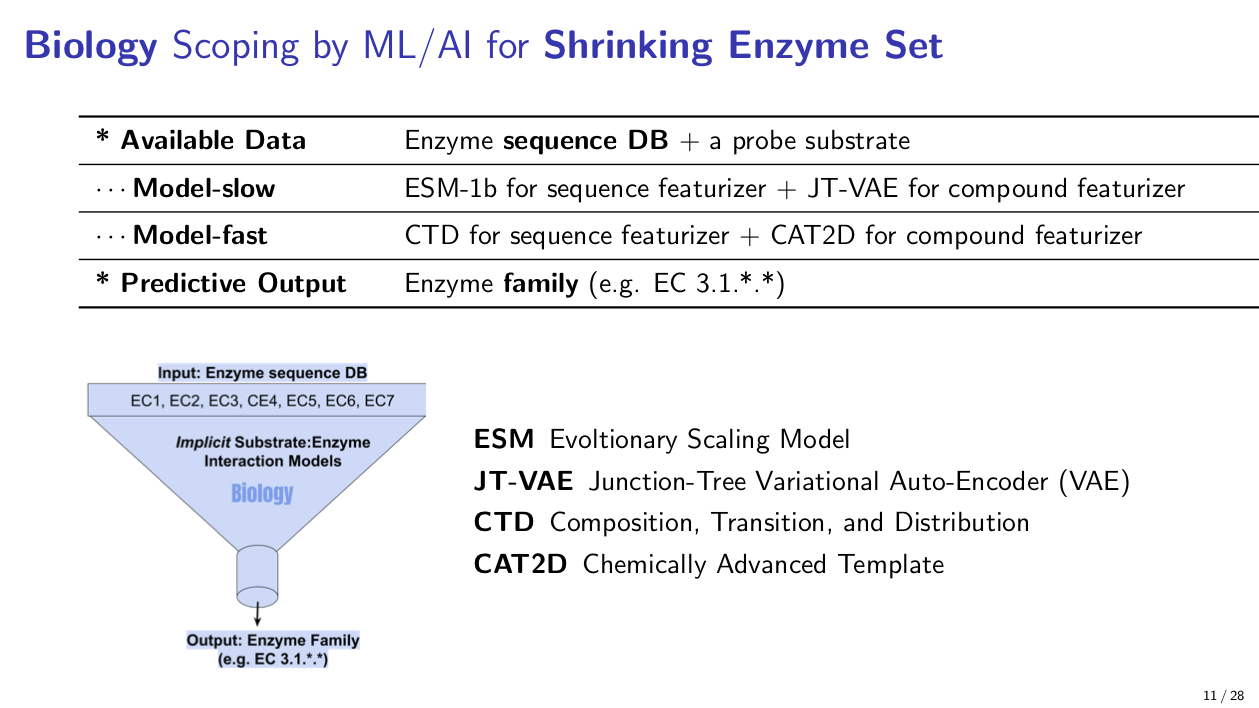 Biology Scoping by ML/AI for Shrinking Enzyme Set
* Available Data Enzyme sequence DB + a probe substrate
··· Model-slow ESM-1b for sequence featurizer + JT-VAE for compound featurizer
··· Model-fast CTD for sequence featurizer + CAT2D for compound featurizer
* Predictive Output Enzyme family (e.g. EC 3.1.*.*)
Input: Enzyme sequence DB
EC1, EC2, EC3, CE4, EC5, EC6, EC7
Implicit Substrate:Enzyme
Interaction Models
Biology
Output: Enzyme Family
(e.g. EC 3.1.*.*)
ESM Evoltionary Scaling Model
JT-VAE Junction-Tree Variational Auto-Encoder (VAE)
CTD Composition, Transition, and Distribution
CAT2D Chemically Advanced Template
11 / 28